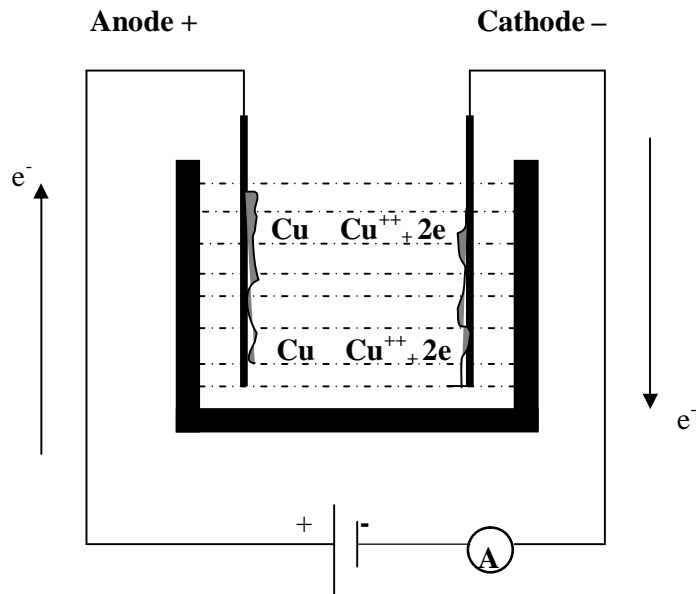 Anode + Cathode –
e⁻
Cu Cu⁺⁺₊ 2e
Cu Cu⁺⁺₊ 2e
e⁻
+ -
A